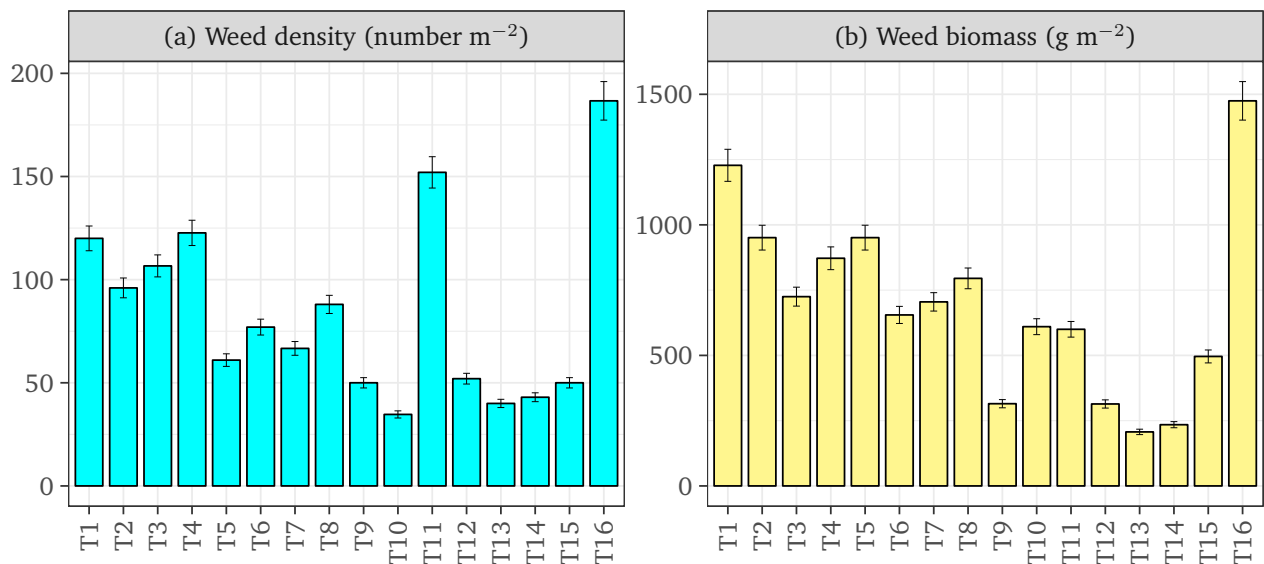 (a) Weed density (number m⁻²)
200
150
100
50
0
T1 T2 T3 T4 T5 T6 T7 T8 T9 T10 T11 T12 T13 T14 T15 T16
(b) Weed biomass (g m⁻²)
1500
1000
500
0
T1 T2 T3 T4 T5 T6 T7 T8 T9 T10 T11 T12 T13 T14 T15 T16